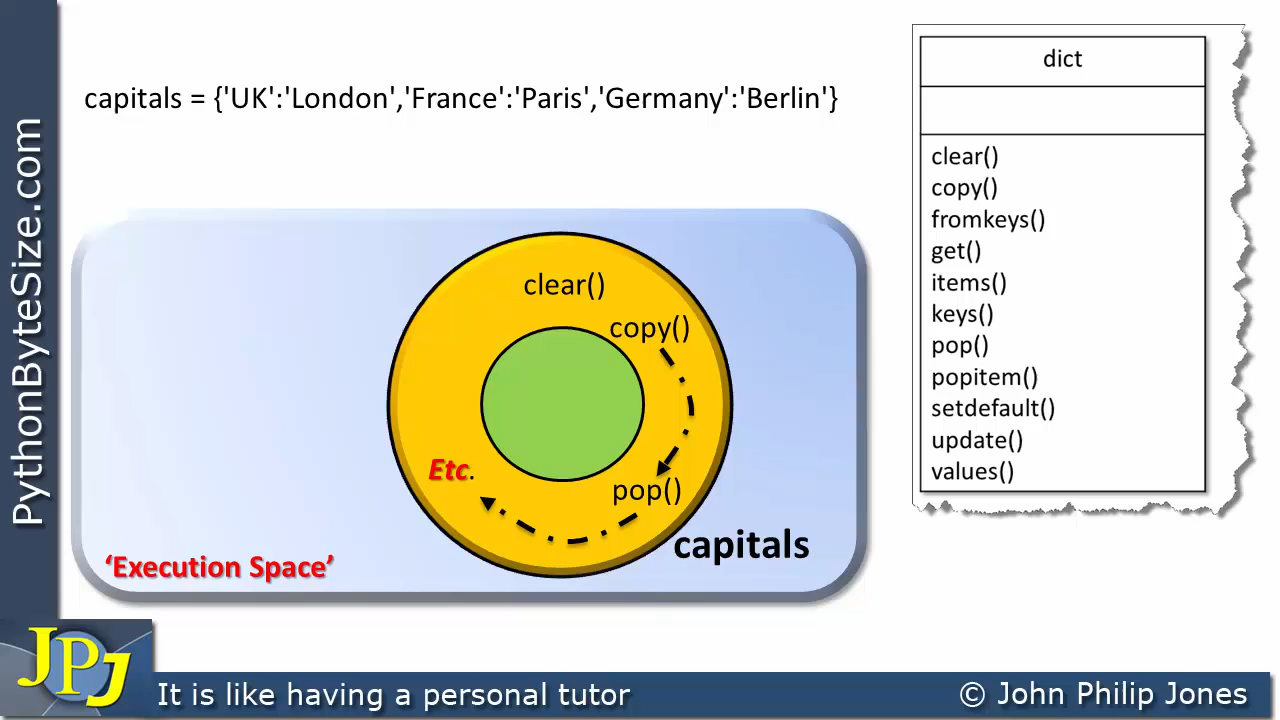 PythonByteSize.com
capitals = {'UK':'London','France':'Paris','Germany':'Berlin'}
dict
clear()
copy()
fromkeys()
get()
items()
keys()
pop()
popitem()
setdefault()
update()
values()
clear()
copy()
Etc.
pop()
capitals
‘Execution Space’
JPJ
It is like having a personal tutor
© John Philip Jones